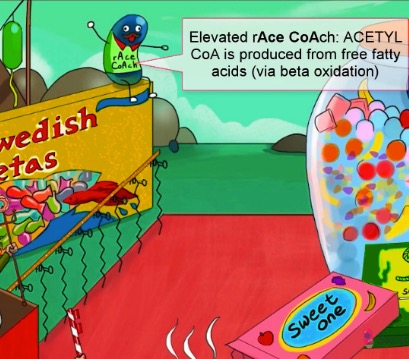 Elevated rAce CoAch: ACETYL
CoA is produced from free fatty
acids (via beta oxidation)
rAce
CoAch
wedish
etas
Sweet
one